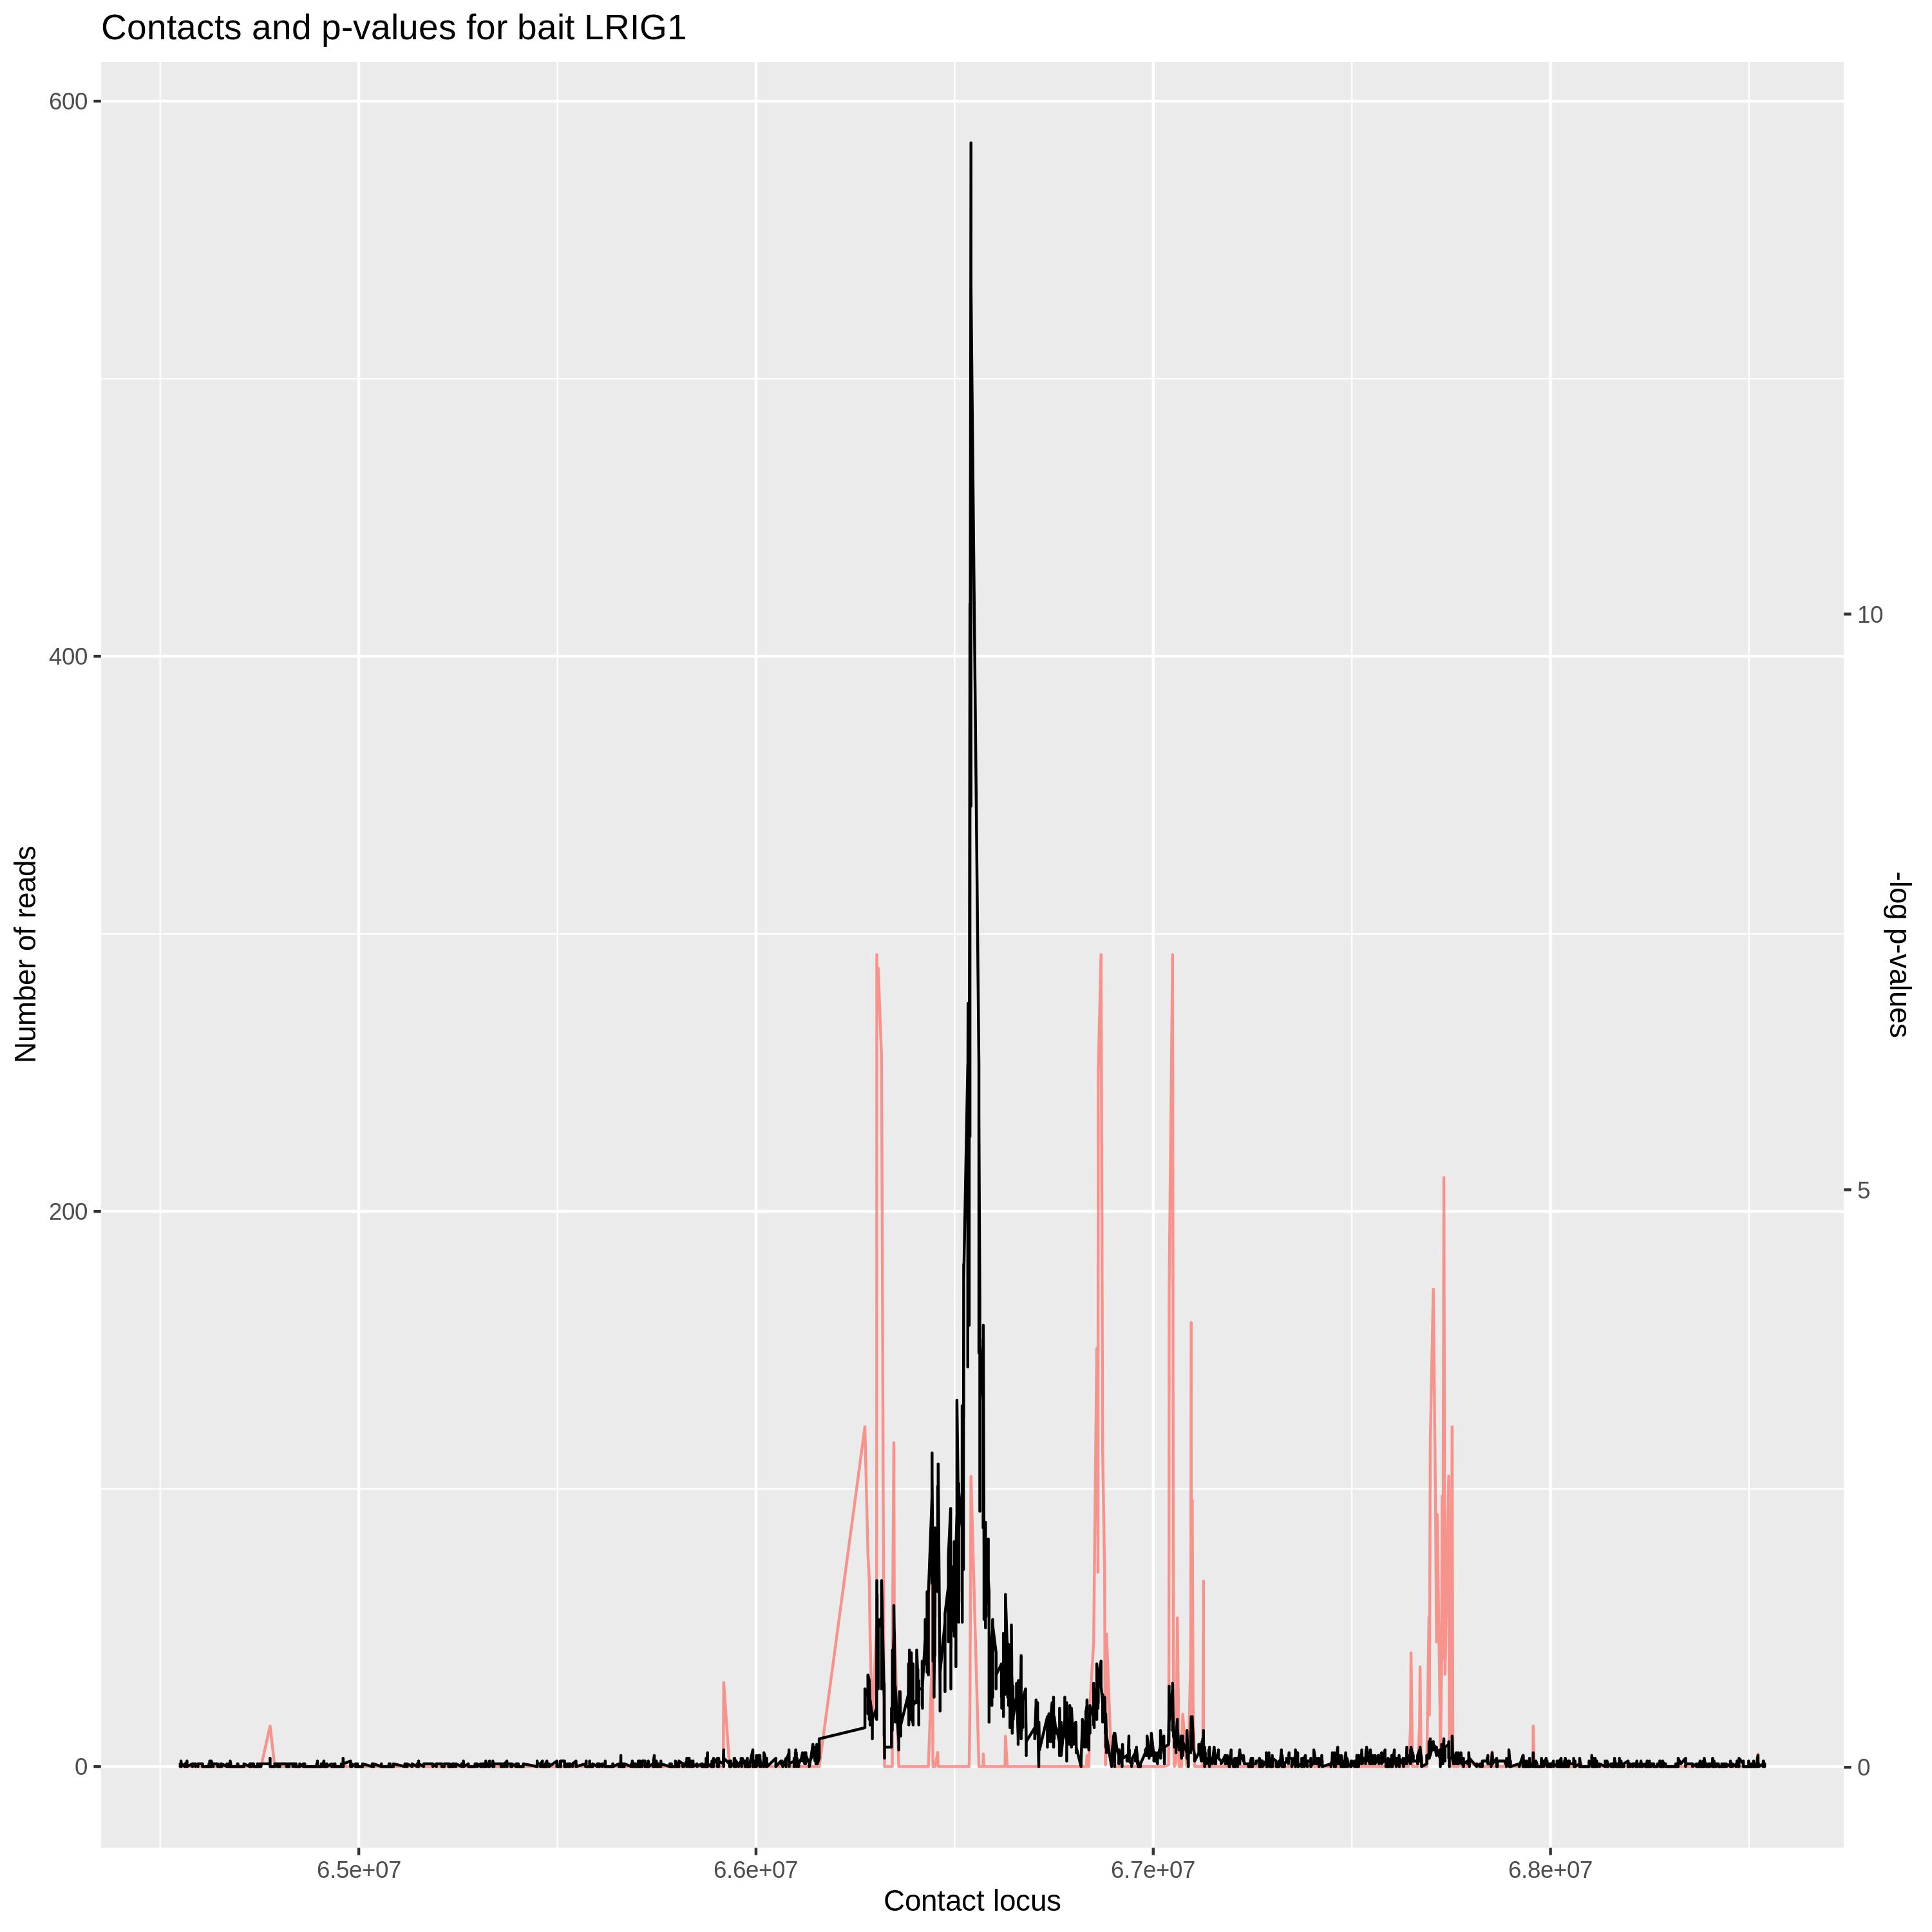 Contacts and p-values for bait LRIG1
600
400
200
0
Number of reads
10
5
0
-log p-values
6.5e+07
6.6e+07
6.7e+07
6.8e+07
Contact locus